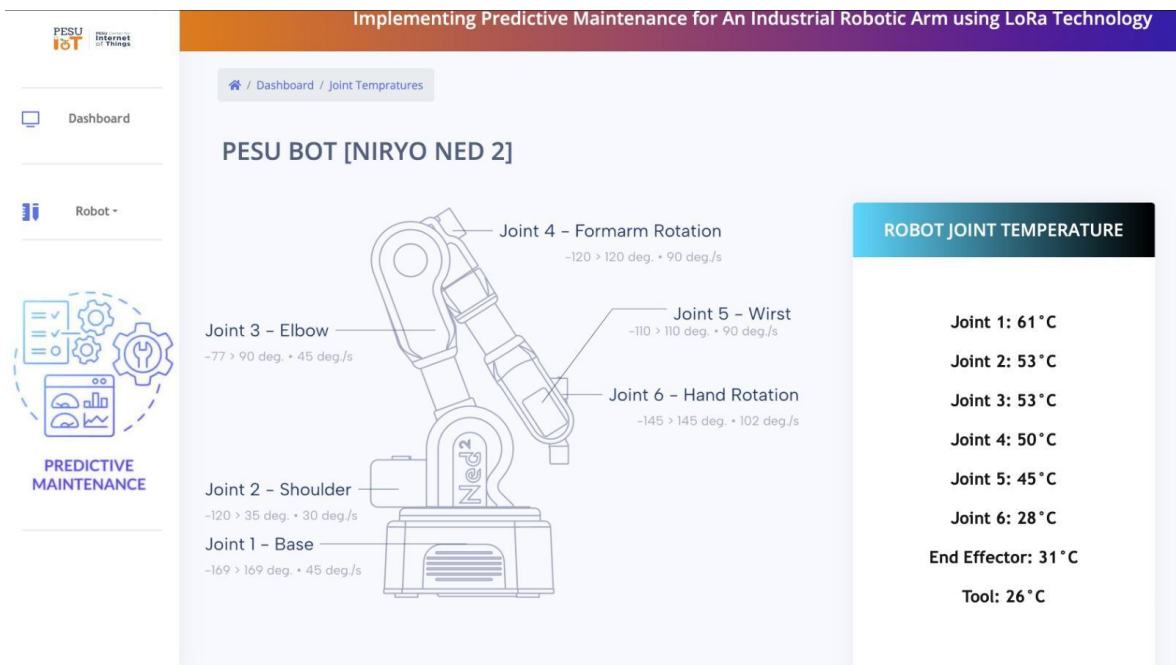 Implementing Predictive Maintenance for An Industrial Robotic Arm using LoRa Technology
PESU
IoT
Internet
of Things
/ Dashboard / Joint Tempratures
Dashboard
PESU BOT [NIRYO NED 2]
Robot
Joint 4 – Formarm Rotation
-120 > 120 deg. • 90 deg./s
Joint 5 – Wirst
-110 > 110 deg. • 90 deg./s
Joint 3 – Elbow
-77 > 90 deg. • 45 deg./s
Joint 6 – Hand Rotation
-145 > 145 deg. • 102 deg./s
Ned2
Joint 2 – Shoulder
-120 > 35 deg. • 30 deg./s
Joint 1 – Base
-169 > 169 deg. • 45 deg./s
PREDICTIVE
MAINTENANCE
ROBOT JOINT TEMPERATURE
Joint 1: 61°C
Joint 2: 53°C
Joint 3: 53°C
Joint 4: 50°C
Joint 5: 45°C
Joint 6: 28°C
End Effector: 31°C
Tool: 26°C